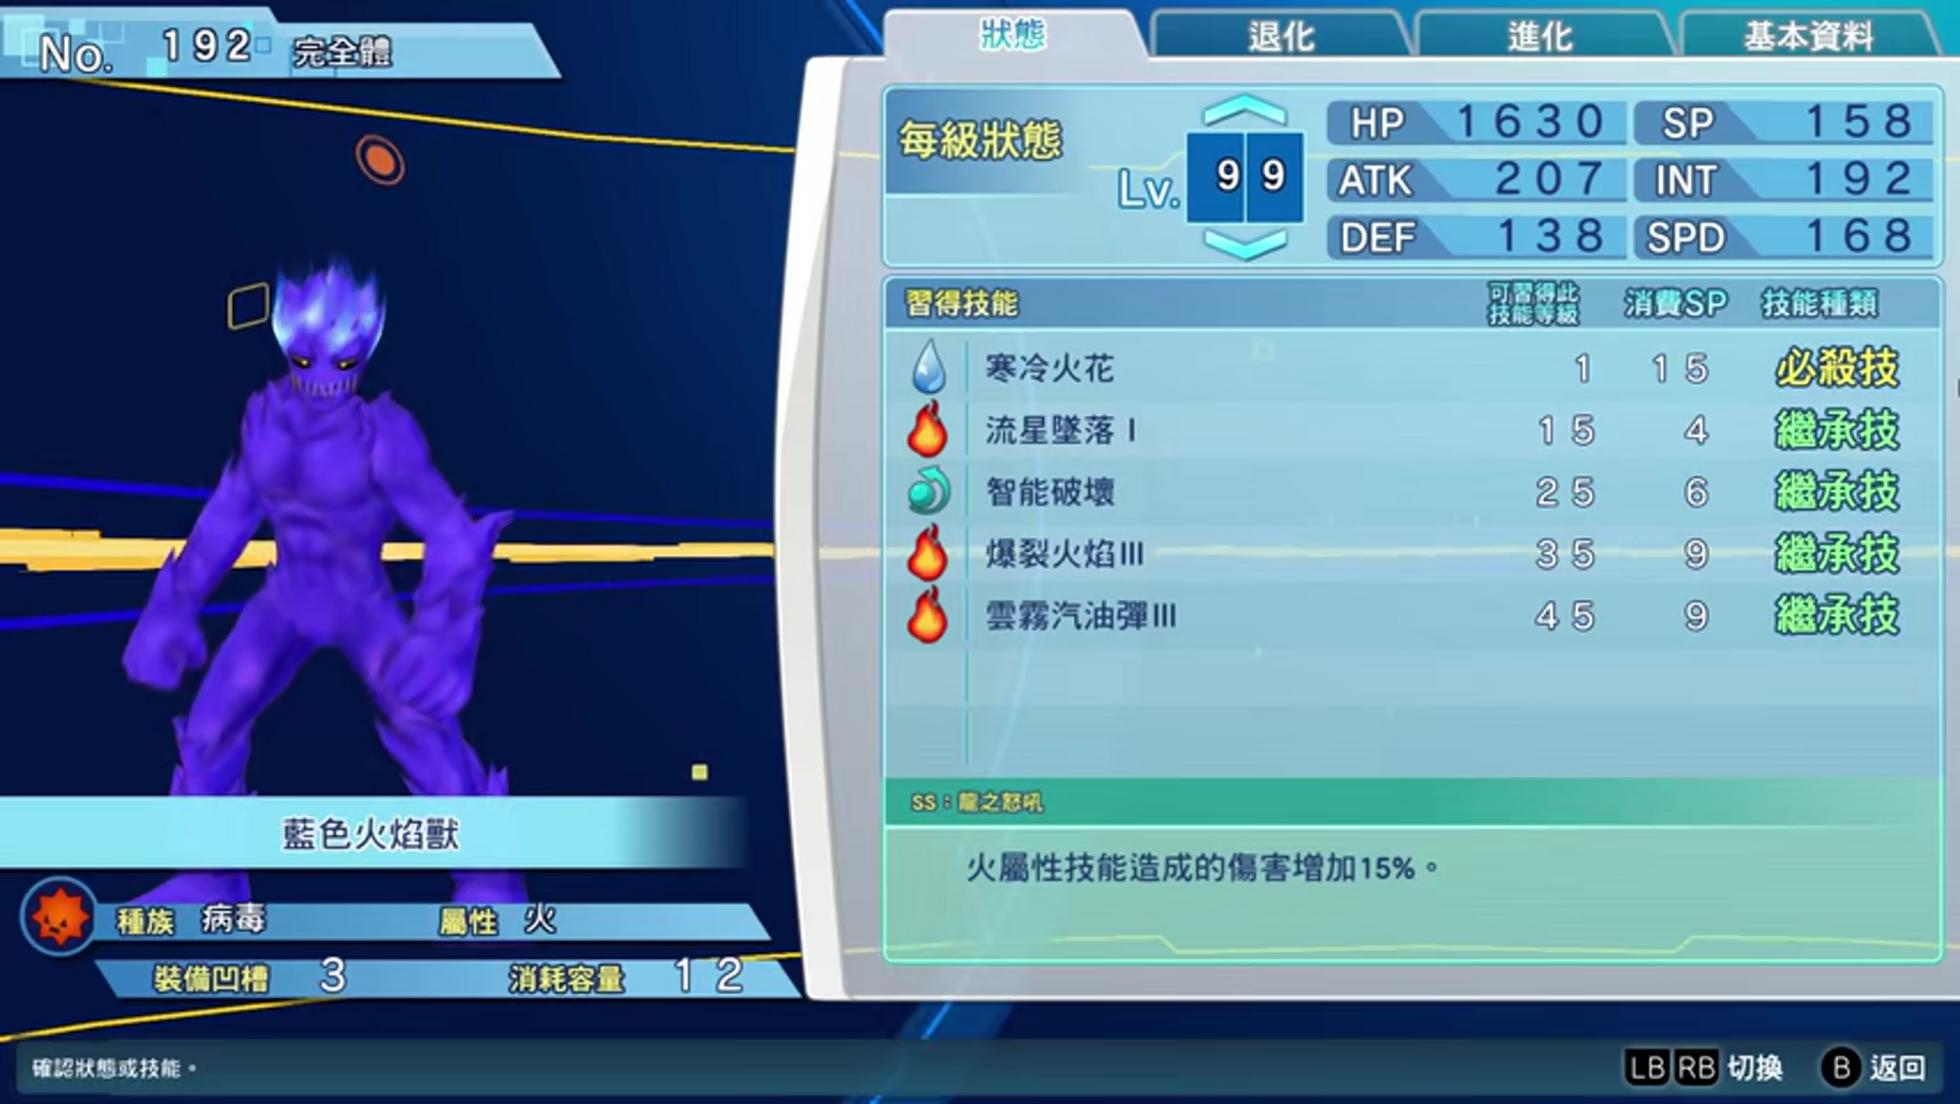 No. 192 完全體
狀態 退化 進化 基本資料
每級狀態
Lv. 99
HP 1630 SP 158
ATK 207 INT 192
DEF 138 SPD 168
習得技能 可習得此技能等級 消費SP 技能種類
寒冷火花 1 15 必殺技
流星墜落Ⅰ 15 4 繼承技
智能破壞 25 6 繼承技
爆裂火焰Ⅲ 35 9 繼承技
雲霧汽油彈Ⅲ 45 9 繼承技
SS：龍之怒吼
火屬性技能造成的傷害增加15%。
藍色火焰獸
種族 病毒 屬性 火
裝備凹槽 3 消耗容量 12
確認狀態或技能。
LB RB 切換 B 返回